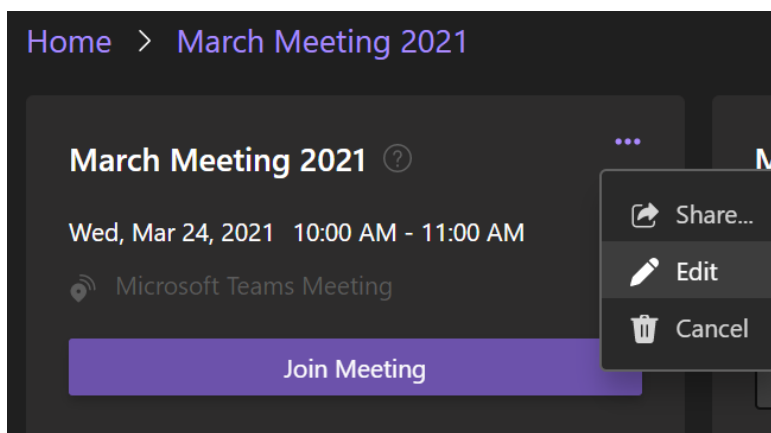 Home > March Meeting 2021
March Meeting 2021 ?
Wed, Mar 24, 2021 10:00 AM - 11:00 AM
Microsoft Teams Meeting
Join Meeting
...
Share...
Edit
Cancel